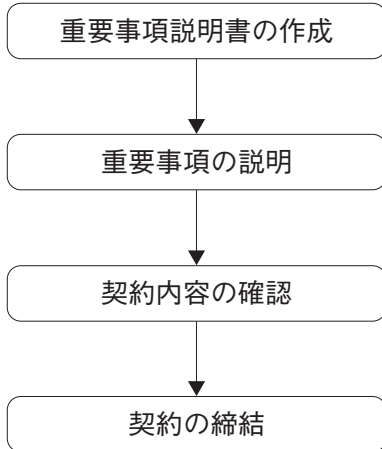 重要事項説明書の作成
重要事項の説明
契約内容の確認
契約の締結